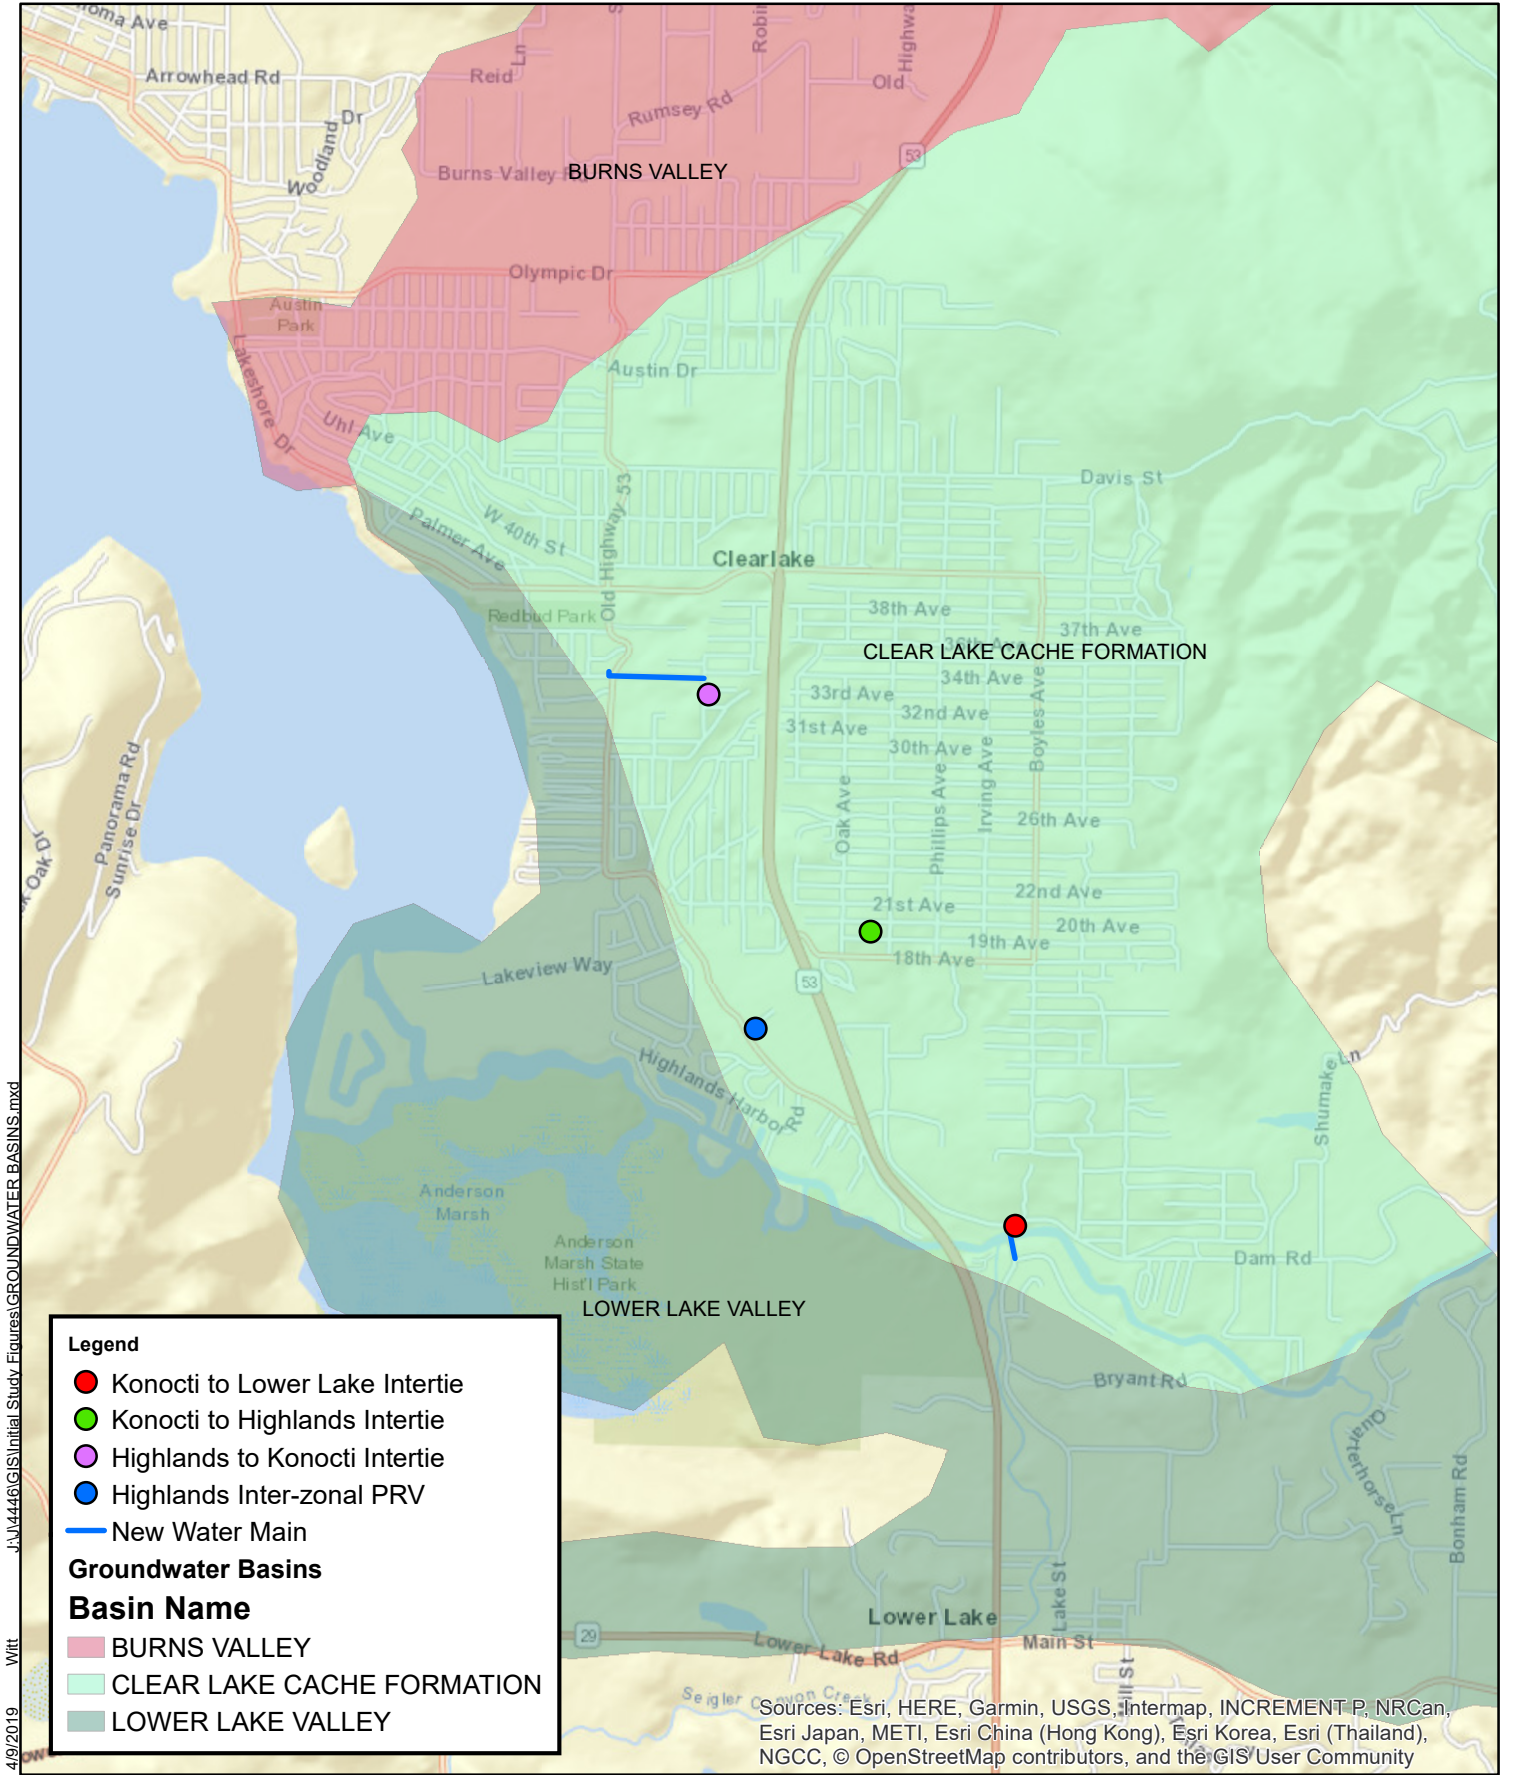 Arrowhead Rd
Reid
Ln
Old
Rumsey Rd
Woodland
Dr
53
Burns Valley
BURNS VALLEY
Olympic Dr
Austin
Park
Lakeshore Dr
Austin Dr
Uhl Ave
Davis St
Palmer Ave
W 40th St
Old Highway 53
Clearlake
Redbud Park
38th Ave
37th Ave
36th Ave
CLEAR LAKE CACHE FORMATION
34th Ave
33rd Ave
32nd Ave
31st Ave
30th Ave
Boyles Ave
Irving Ave
Phillips Ave
Oak Ave
26th Ave
22nd Ave
21st Ave
20th Ave
19th Ave
18th Ave
Panorama Rd
Sunrise Dr
Lakeview Way
53
Highlands Harbor
Rd
Shumake Ln
Anderson
Marsh
Anderson
Marsh State
Hist'l Park
Dam Rd
LOWER LAKE VALLEY
Bryant Rd
Quarterhorse Ln
Bonham Rd
Lake St
Lower Lake
29
Lower Lake Rd
Main St
Seigler Canyon Creek
Legend
Konocti to Lower Lake Intertie
Konocti to Highlands Intertie
Highlands to Konocti Intertie
Highlands Inter-zonal PRV
New Water Main
Groundwater Basins
Basin Name
BURNS VALLEY
CLEAR LAKE CACHE FORMATION
LOWER LAKE VALLEY
Sources: Esri, HERE, Garmin, USGS, Intermap, INCREMENT P, NRCan,
Esri Japan, METI, Esri China (Hong Kong), Esri Korea, Esri (Thailand),
NGCC, © OpenStreetMap contributors, and the GIS User Community
4/9/2019 Witt J:\J\4446\GIS\Initial Study Figures\GROUNDWATER BASINS.mxd